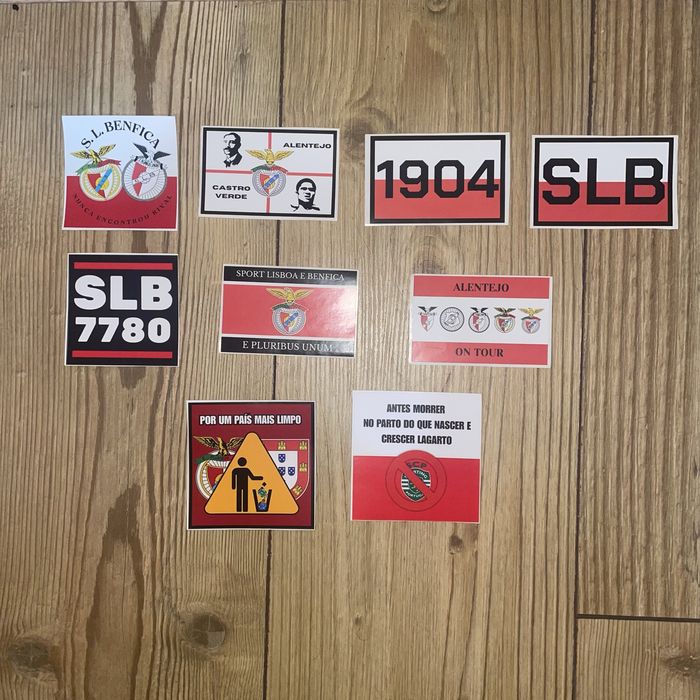 S. L. BENFICA
NUNCA ENCONTROU RIVAL
ALENTEJO
CASTRO
VERDE
1904
SLB
SLB
7780
SPORT LISBOA E BENFICA
E PLURIBUS UNUM
ALENTEJO
ON TOUR
POR UM PAÍS MAIS LIMPO
ANTES MORRER
NO PARTO DO QUE NASCER E
CRESCER LAGARTO